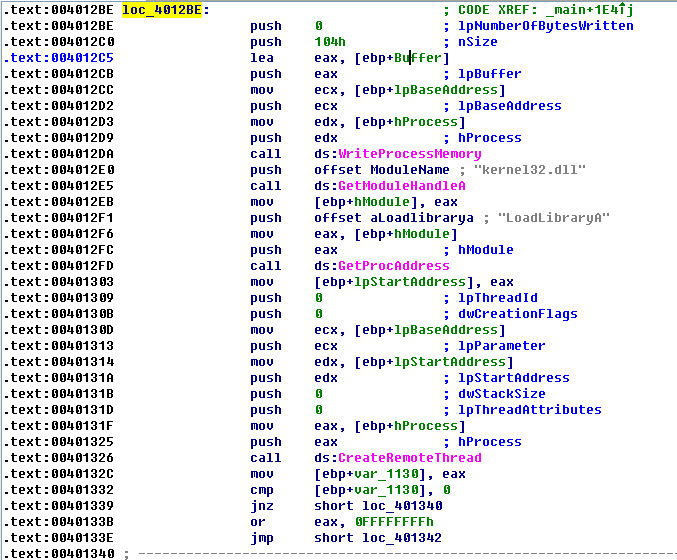 .text:004012BE loc_4012BE: ; CODE XREF: _main+1E4↑j
.text:004012BE push 0 ; lpNumberOfBytesWritten
.text:004012C0 push 104h ; nSize
.text:004012C5 lea eax, [ebp+Buffer]
.text:004012CB push eax ; lpBuffer
.text:004012CC mov ecx, [ebp+lpBaseAddress]
.text:004012D2 push ecx ; lpBaseAddress
.text:004012D3 mov edx, [ebp+hProcess]
.text:004012D9 push edx ; hProcess
.text:004012DA call ds:WriteProcessMemory
.text:004012E0 push offset ModuleName ; "kernel32.dll"
.text:004012E5 call ds:GetModuleHandleA
.text:004012EB mov [ebp+hModule], eax
.text:004012F1 push offset aLoadlibrarya ; "LoadLibraryA"
.text:004012F6 mov eax, [ebp+hModule]
.text:004012FC push eax ; hModule
.text:004012FD call ds:GetProcAddress
.text:00401303 mov [ebp+lpStartAddress], eax
.text:00401309 push 0 ; lpThreadId
.text:0040130B push 0 ; dwCreationFlags
.text:0040130D mov ecx, [ebp+lpBaseAddress]
.text:00401313 push ecx ; lpParameter
.text:00401314 mov edx, [ebp+lpStartAddress]
.text:0040131A push edx ; lpStartAddress
.text:0040131B push 0 ; dwStackSize
.text:0040131D push 0 ; lpThreadAttributes
.text:0040131F mov eax, [ebp+hProcess]
.text:00401325 push eax ; hProcess
.text:00401326 call ds:CreateRemoteThread
.text:0040132C mov [ebp+var_1130], eax
.text:00401332 cmp [ebp+var_1130], 0
.text:00401339 jnz short loc_401340
.text:0040133B or eax, 0FFFFFFFFh
.text:0040133E jmp short loc_401342
.text:00401340 ; ---------------------------------------------------------------------------